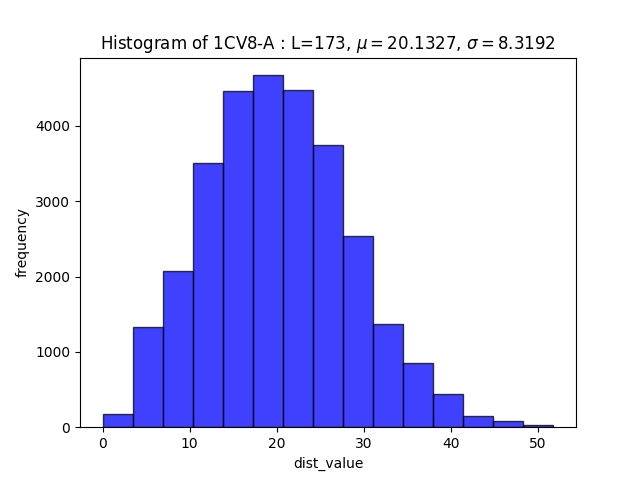 Histogram of 1CV8-A : L=173, μ = 20.1327, σ = 8.3192
frequency
4000
3000
2000
1000
0
0 10 20 30 40 50
dist_value